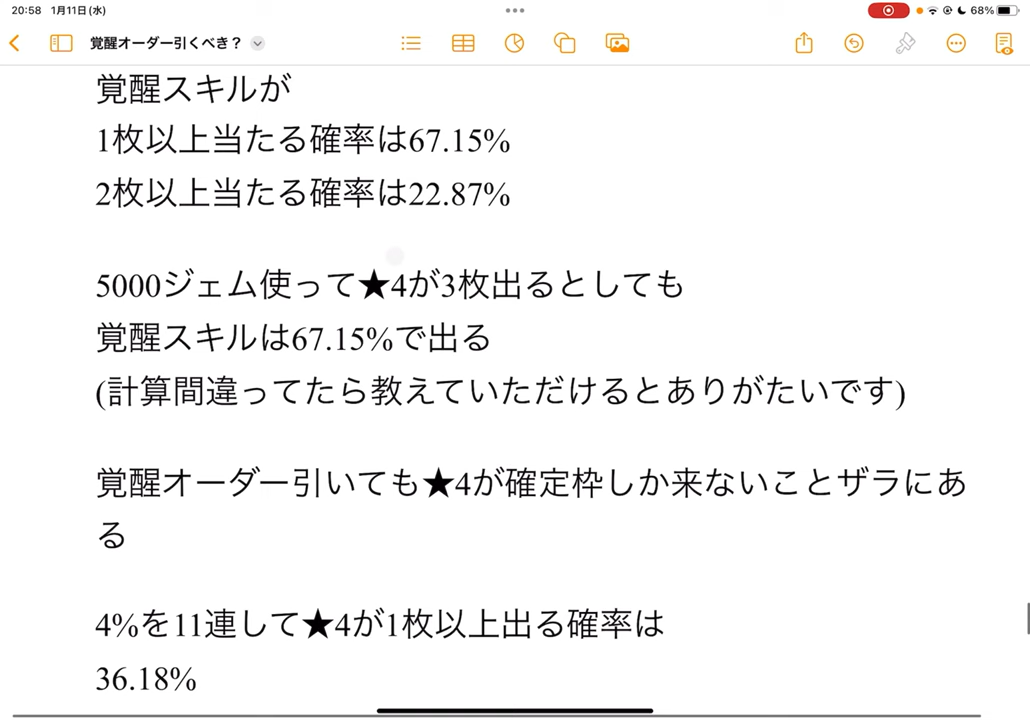 20:58 1月11日(水)
68%
覚醒オーダー引くべき？
覚醒スキルが
1枚以上当たる確率は67.15%
2枚以上当たる確率は22.87%
5000ジェム使って★4が3枚出るとしても
覚醒スキルは67.15%で出る
(計算間違ってたら教えていただけるとありがたいです)
覚醒オーダー引いても★4が確定枠しか来ないことザラにあ
る
4%を11連して★4が1枚以上出る確率は
36.18%